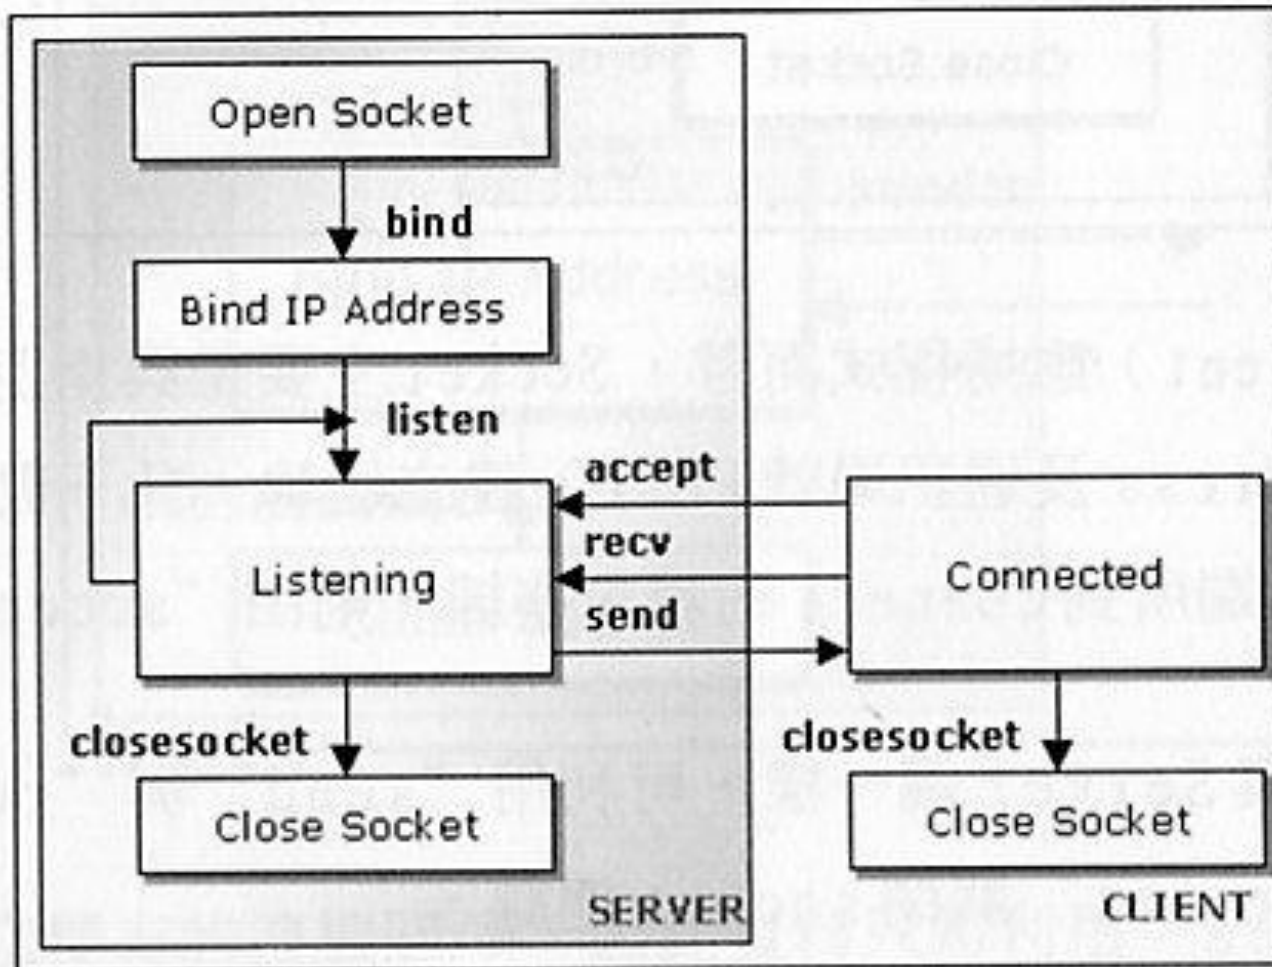 Open Socket
bind
Bind IP Address
listen
accept
recv
Listening
Connected
send
closesocket
closesocket
Close Socket
Close Socket
SERVER
CLIENT